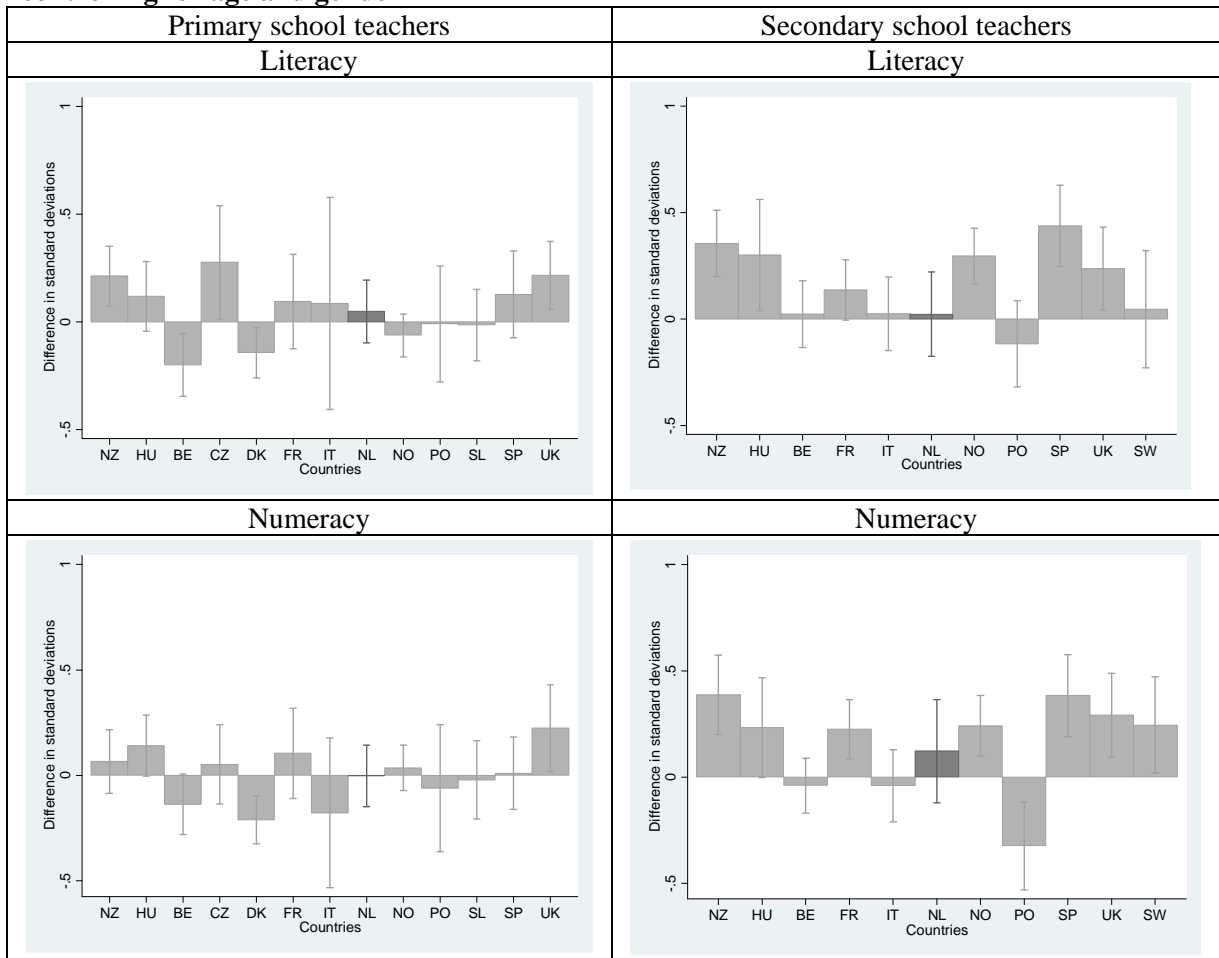 Primary school teachers Secondary school teachers
Literacy Literacy
Difference in standard deviations
1
.5
0
-.5
NZ HU BE CZ DK FR IT NL NO PO SL SP UK
Countries
Difference in standard deviations
1
.5
0
-.5
NZ HU BE FR IT NL NO PO SP UK SW
Countries
Numeracy Numeracy
Difference in standard deviations
1
.5
0
-.5
NZ HU BE CZ DK FR IT NL NO PO SL SP UK
Countries
Difference in standard deviations
1
.5
0
-.5
NZ HU BE FR IT NL NO PO SP UK SW
Countries